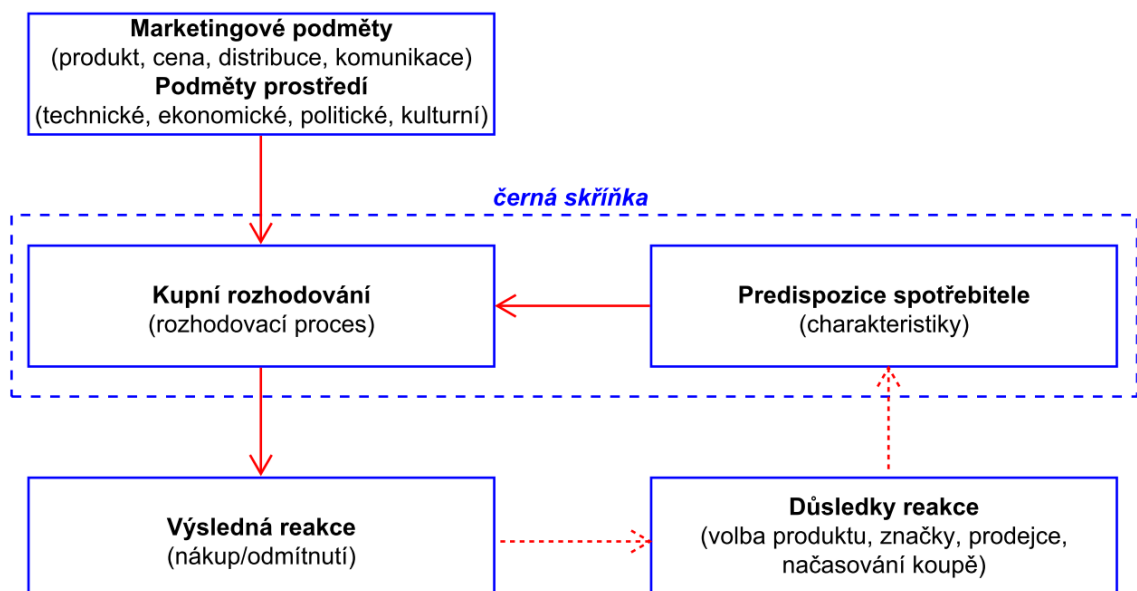 Marketingové podměty
(produkt, cena, distribuce, komunikace)
Podměty prostředí
(technické, ekonomické, politické, kulturní)
černá skříňka
Kupní rozhodování
(rozhodovací proces)
Predispozice spotřebitele
(charakteristiky)
Výsledná reakce
(nákup/odmítnutí)
Důsledky reakce
(volba produktu, značky, prodejce,
načasování koupě)